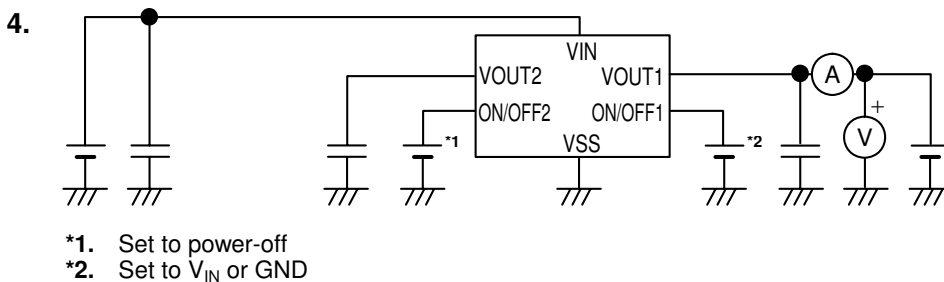 4.
VIN
VOUT2 VOUT1
ON/OFF2 ON/OFF1
*1 *2
VSS
A
+
V
*1. Set to power-off
*2. Set to VIN or GND